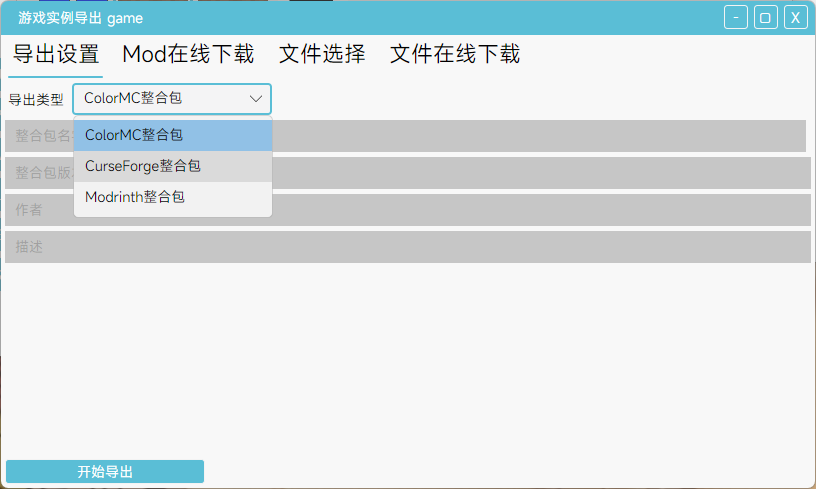 游戏实例导出 game
- X
导出设置 Mod在线下载 文件选择 文件在线下载
导出类型 ColorMC整合包
整合包名
ColorMC整合包
CurseForge整合包
整合包版
Modrinth整合包
作者
描述
开始导出